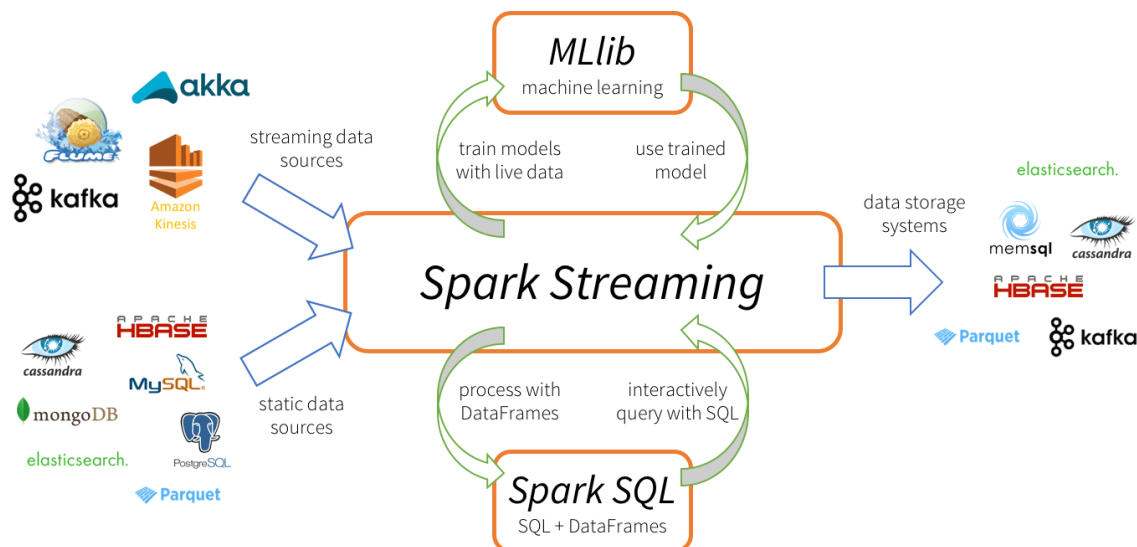 MLlib
machine learning
akka
FLUME
kafka
Amazon
Kinesis
streaming data
sources
train models
with live data
use trained
model
Spark Streaming
data storage
systems
elasticsearch.
memsql
cassandra
APACHE
HBASE
Parquet
kafka
APACHE
HBASE
cassandra
MySQL®
mongoDB
PostgreSQL
elasticsearch.
Parquet
static data
sources
process with
DataFrames
interactively
query with SQL
Spark SQL
SQL + DataFrames